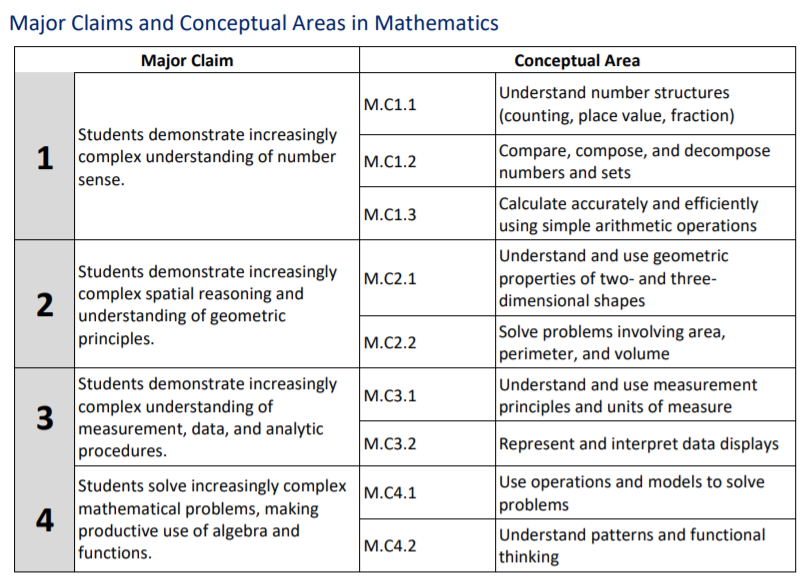 Major Claims and Conceptual Areas in Mathematics
Major Claim
Conceptual Area
1
Students demonstrate increasingly
complex understanding of number
sense.
M.C1.1
Understand number structures
(counting, place value, fraction)
M.C1.2
Compare, compose, and decompose
numbers and sets
M.C1.3
Calculate accurately and efficiently
using simple arithmetic operations
2
Students demonstrate increasingly
complex spatial reasoning and
understanding of geometric
principles.
M.C2.1
Understand and use geometric
properties of two- and three-
dimensional shapes
M.C2.2
Solve problems involving area,
perimeter, and volume
3
Students demonstrate increasingly
complex understanding of
measurement, data, and analytic
procedures.
M.C3.1
Understand and use measurement
principles and units of measure
M.C3.2
Represent and interpret data displays
4
Students solve increasingly complex
mathematical problems, making
productive use of algebra and
functions.
M.C4.1
Use operations and models to solve
problems
M.C4.2
Understand patterns and functional
thinking